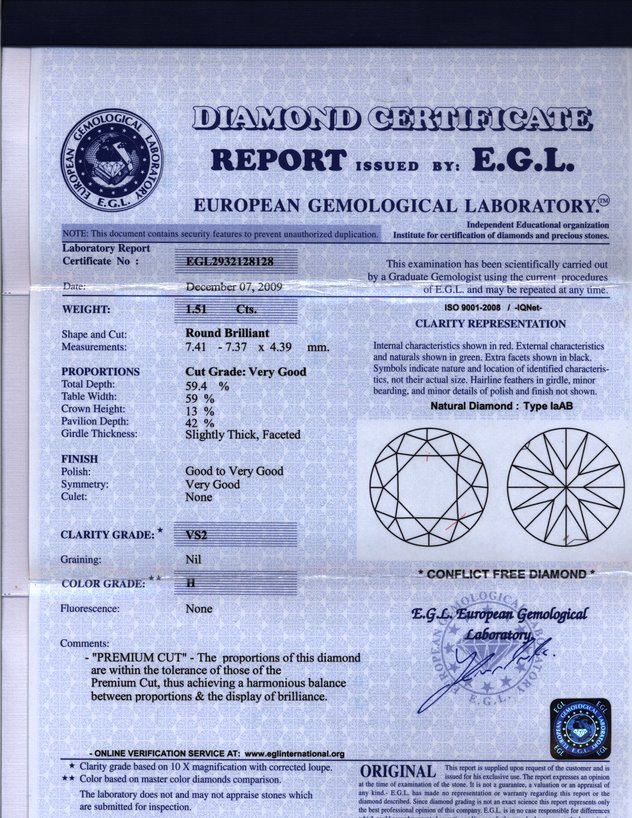 DIAMOND CERTIFICATE
REPORT ISSUED BY: E.G.L.
EUROPEAN GEMOLOGICAL LABORATORY.™
EUROPEAN GEMOLOGICAL LABORATORY
E.G.L.
Independent Educational organization
Institute for certification of diamonds and precious stones.
NOTE: This document contains security features to prevent unauthorized duplication.
Laboratory Report
Certificate No : EGL2932128128
Date: December 07, 2009
WEIGHT: 1.51 Cts.
Shape and Cut: Round Brilliant
Measurements: 7.41 - 7.37 x 4.39 mm.
PROPORTIONS Cut Grade: Very Good
Total Depth: 59.4 %
Table Width: 59 %
Crown Height: 13 %
Pavilion Depth: 42 %
Girdle Thickness: Slightly Thick, Faceted
FINISH
Polish: Good to Very Good
Symmetry: Very Good
Culet: None
CLARITY GRADE: ★ VS2
Graining: Nil
COLOR GRADE: ★★ H
Fluorescence: None
Comments:
- "PREMIUM CUT" - The proportions of this diamond
are within the tolerance of those of the
Premium Cut, thus achieving a harmonious balance
between proportions & the display of brilliance.
- ONLINE VERIFICATION SERVICE AT: www.eglinternational.org
★ Clarity grade based on 10 X magnification with corrected loupe.
★★ Color based on master color diamonds comparison.
The laboratory does not and may not appraise stones which
are submitted for inspection.
This examination has been scientifically carried out
by a Graduate Gemologist using the current procedures
of E.G.L. and may be repeated at any time.
ISO 9001-2008 / -IQNet-
CLARITY REPRESENTATION
Internal characteristics shown in red. External characteristics
and naturals shown in green. Extra facets shown in black.
Symbols indicate nature and location of identified characteris-
tics, not their actual size. Hairline feathers in girdle, minor
bearding, and minor details of polish and finish not shown.
Natural Diamond : Type IaAB
* CONFLICT FREE DIAMOND *
E.G.L. European Gemological
Laboratory
E.G.L.
ORIGINAL This report is supplied upon request of the customer and is
issued for his exclusive use. The report expresses an opinion
at the time of examination of the stone. It is not a guarantee, a valuation or an appraisal of
any kind.- E.G.L. has made no representation or warranty regarding this report or the
diamond described. Since diamond grading is not an exact science this report represents only
the best professional opinion of this company. E.G.L. is in no case responsible for differences